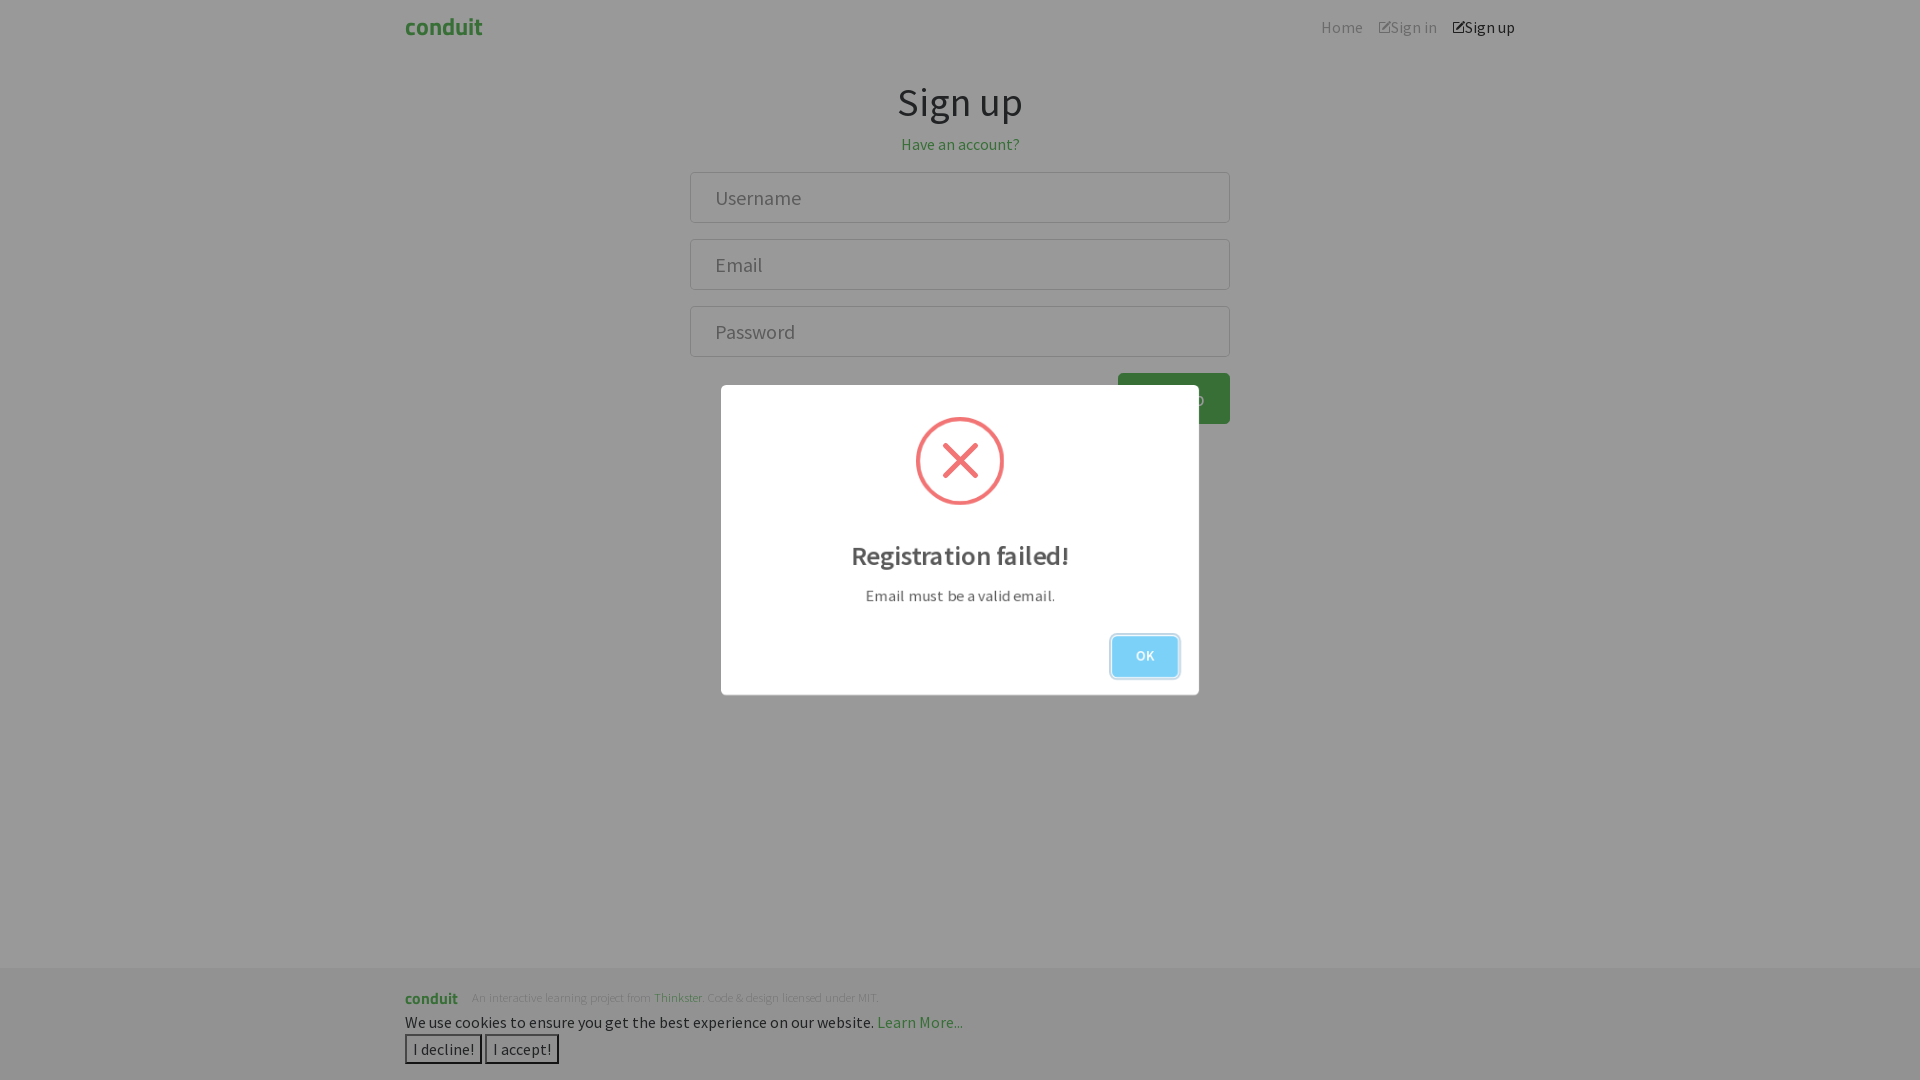 conduit
Home
Sign in
Sign up
Sign up
Have an account?
Username
Email
Password
Registration failed!
Email must be a valid email.
OK
conduit An interactive learning project from Thinkster. Code & design licensed under MIT.
We use cookies to ensure you get the best experience on our website. Learn More...
I decline! I accept!